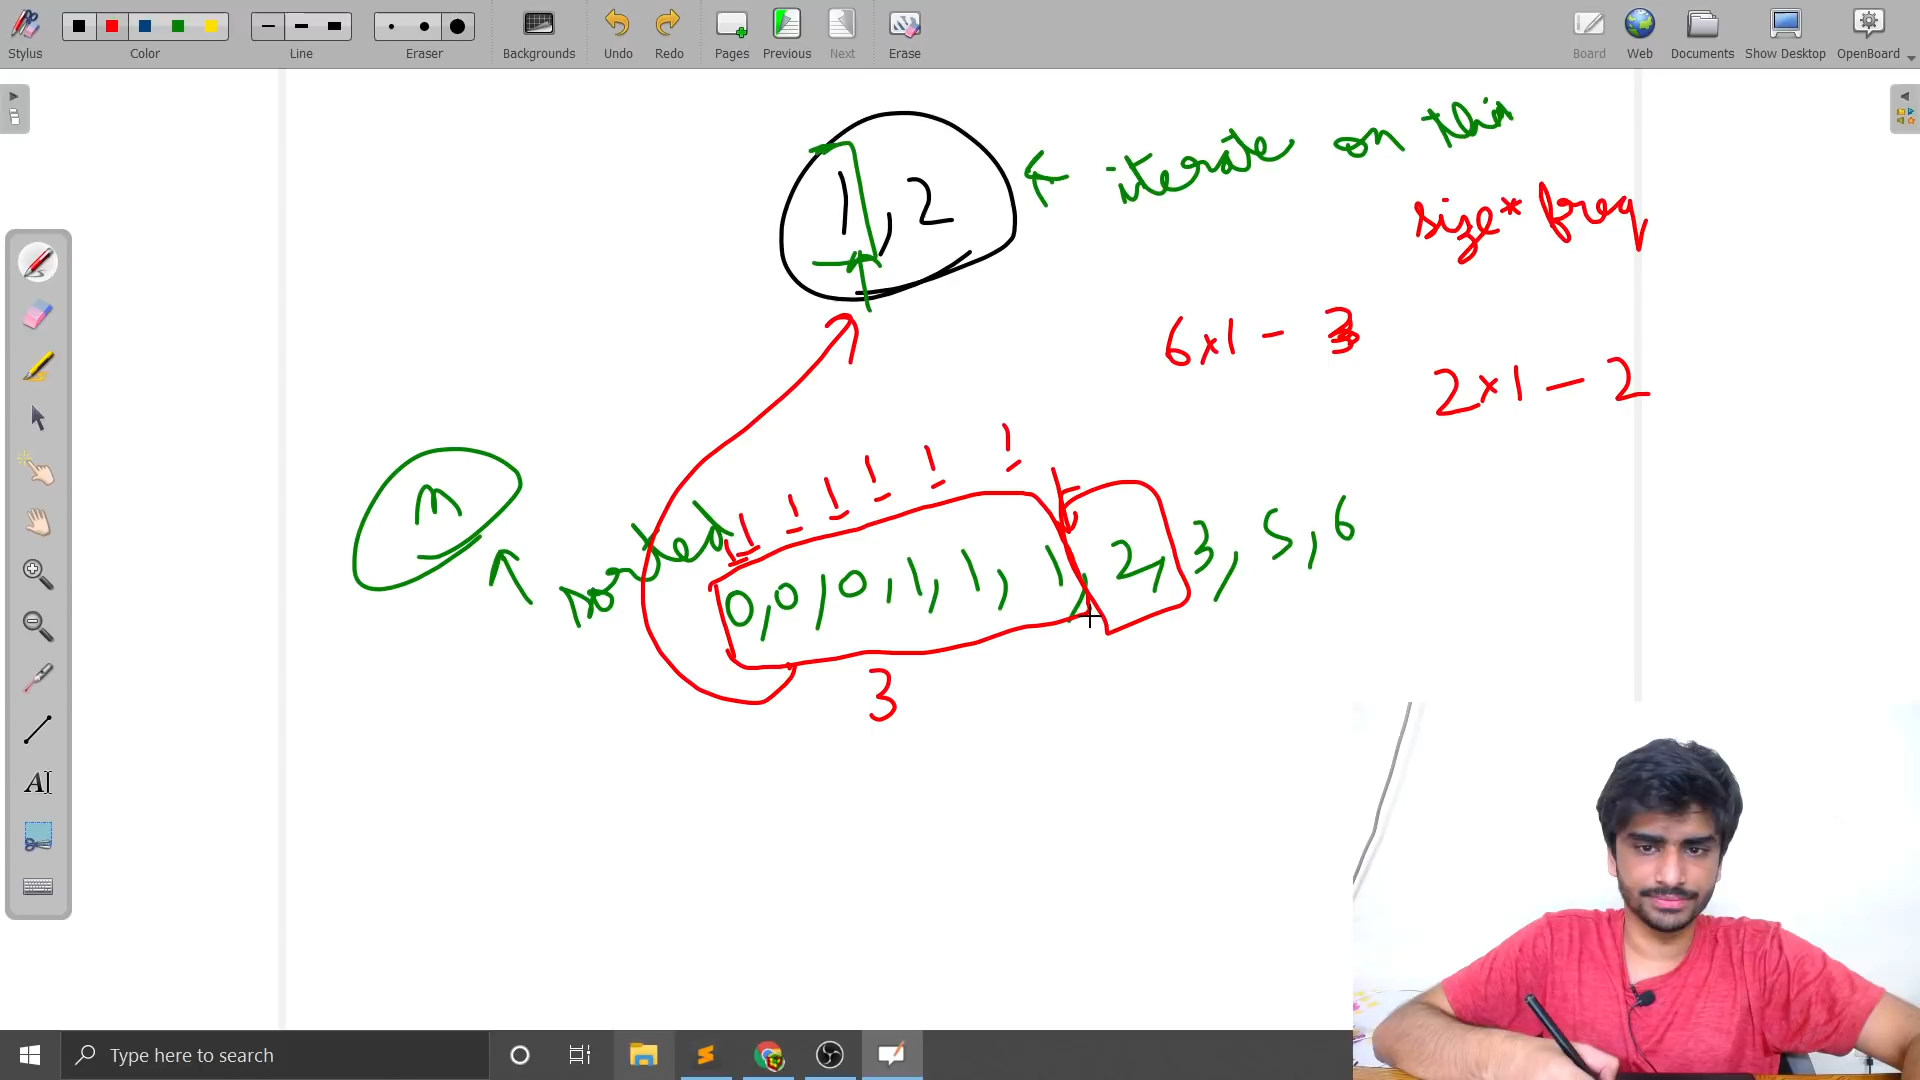 Stylus
Color
Line
Eraser
Backgrounds
Undo
Redo
Pages
Previous
Next
Erase
Board
Web
Documents
Show Desktop
OpenBoard
1,2
iterate on this
size*freq
6×1 - 3
2×1 - 2
n
sorted
0,0,0,1,1,1,2,3,5,6
3
Type here to search